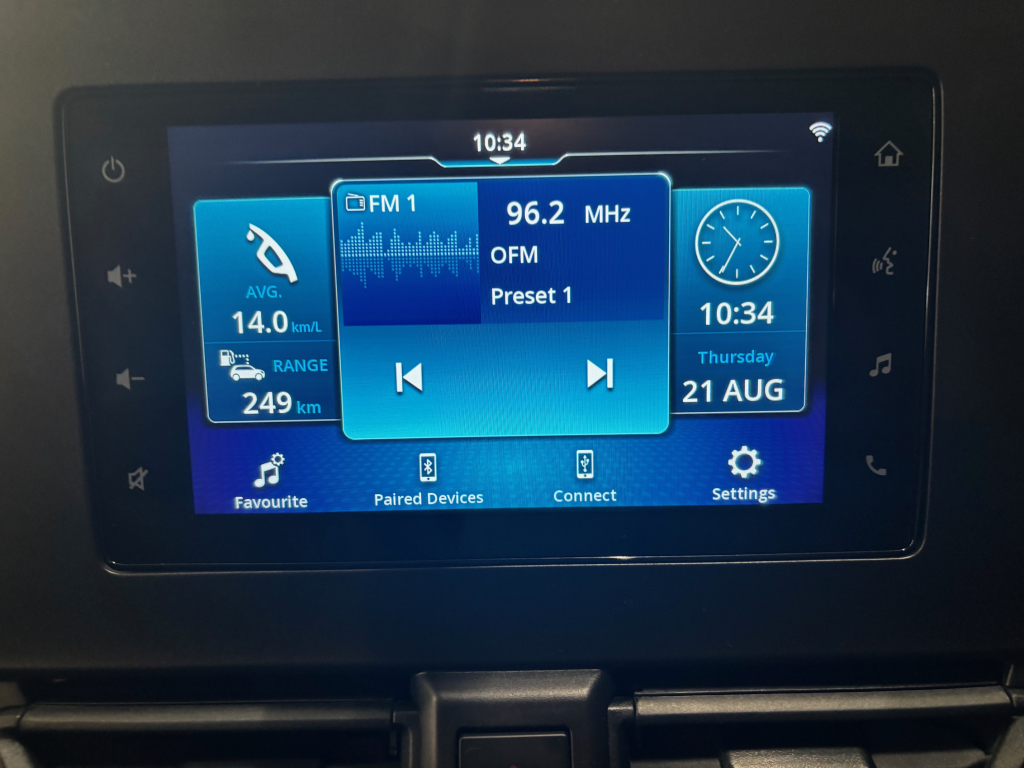 10:34
FM 1
96.2 MHz
OFM
Preset 1
AVG.
14.0 km/L
RANGE
249 km
10:34
Thursday
21 AUG
Favourite
Paired Devices
Connect
Settings